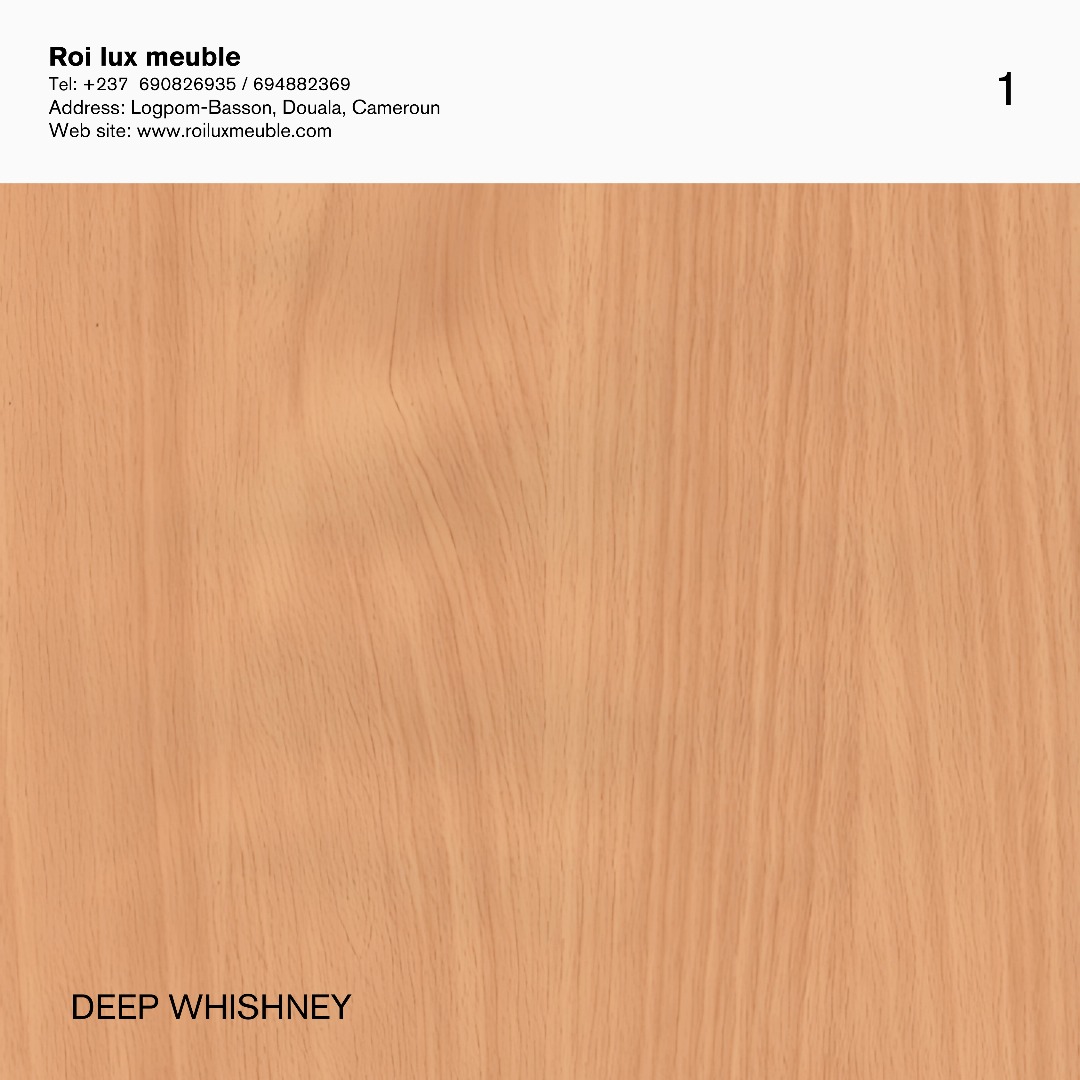 Roi lux meuble
Tel: +237  690826935 / 694882369
Address: Logpom-Basson, Douala, Cameroun
Web site: www.roiluxmeuble.com
1
DEEP WHISHNEY